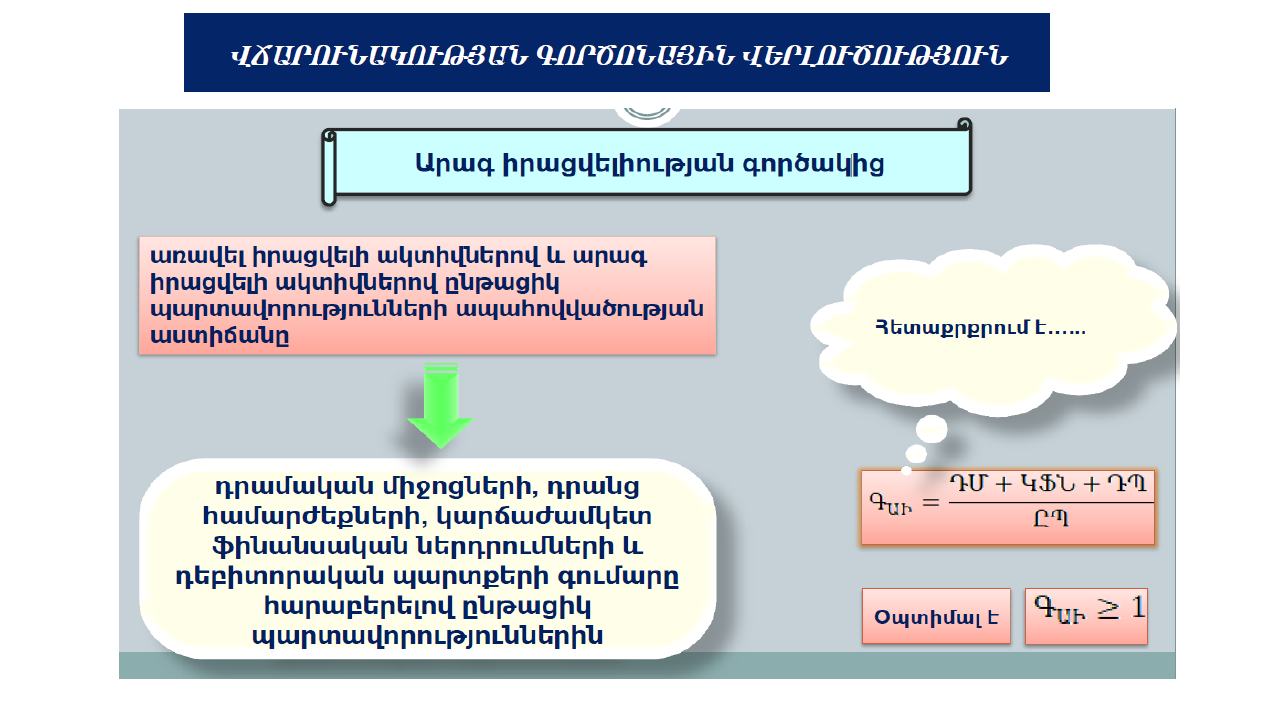 ՎՃԱՐՈՒՆԱԿՈՒԹՅԱՆ ԳՈՐԾՈՆԱՅԻՆ ՎԵՐԼՈՒԾՈՒԹՅՈՒՆ
Արագ իրացվելիության գործակից
առավել իրացվելի ակտիվներով և արագ
իրացվելի ակտիվներով ընթացիկ
պարտավորությունների ապահովվածության
աստիճանը
Հետաքրքրում է……
դրամական միջոցների, դրանց
համարժեքների, կարճաժամկետ
ֆինանսական ներդրումների և
դեբիտորական պարտքերի գումարը
հարաբերելով ընթացիկ
պարտավորություններին
ԳԱԻ = ԴՄ + ԿՖՆ + ԴՊ
ԸՊ
Օպտիմալ է
ԳԱԻ ≥ 1